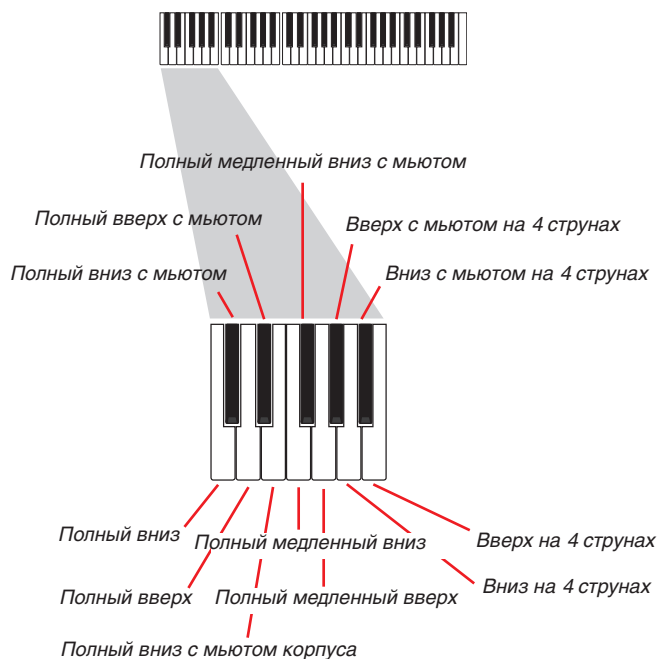 Полный медленный вниз с мьютом
Полный вверх с мьютом
Вверх с мьютом на 4 струнах
Полный вниз с мьютом
Вниз с мьютом на 4 струнах
Полный вниз
Полный медленный вниз
Вверх на 4 струнах
Полный вверх
Полный медленный вверх
Вниз на 4 струнах
Полный вниз с мьютом корпуса